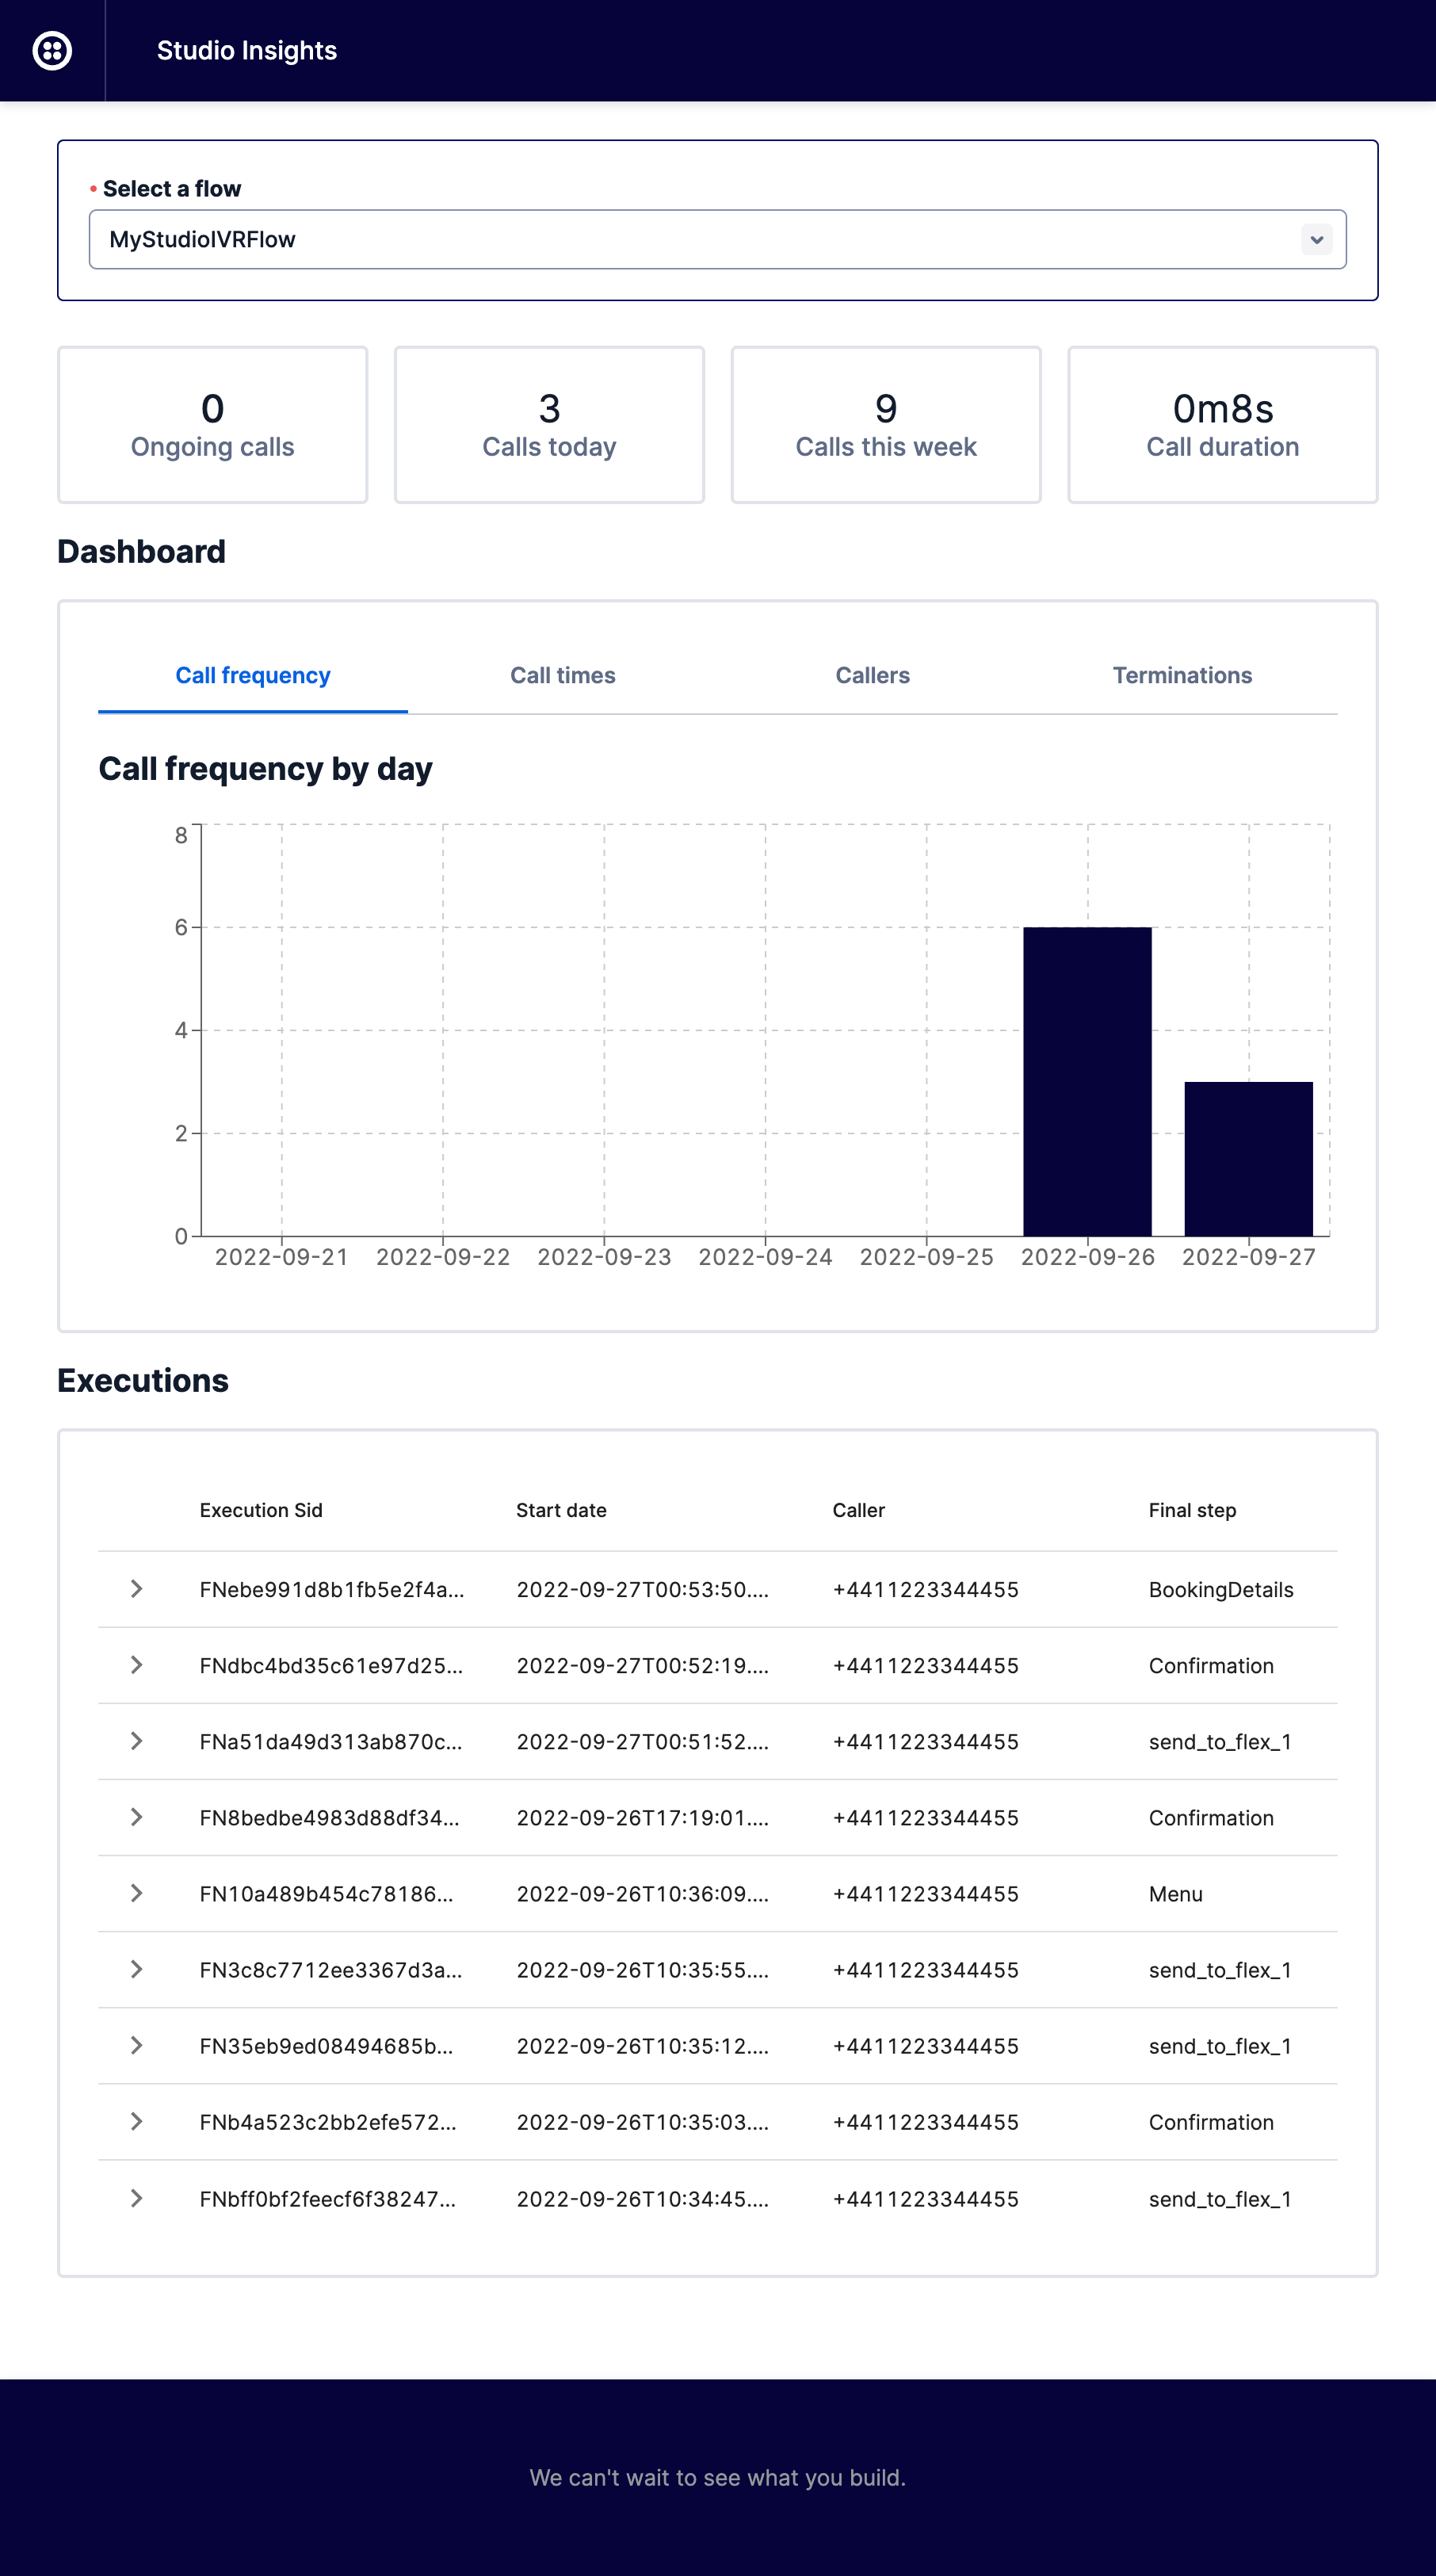 Studio Insights
Select a flow
MyStudioIVRFlow
0 3 9 0m8s
Ongoing calls Calls today Calls this week Call duration
Dashboard
Call frequency Call times Callers Terminations
Call frequency by day
8
6
4
2
0
2022-09-21 2022-09-22 2022-09-23 2022-09-24 2022-09-25 2022-09-26 2022-09-27
Executions
Execution Sid Start date Caller Final step
FNebe991d8b1fb5e2f4a... 2022-09-27T00:53:50.... +4411223344455 BookingDetails
FNdbc4bd35c61e97d25... 2022-09-27T00:52:19.... +4411223344455 Confirmation
FNa51da49d313ab870c... 2022-09-27T00:51:52.... +4411223344455 send_to_flex_1
FN8bedbe4983d88df34... 2022-09-26T17:19:01.... +4411223344455 Confirmation
FN10a489b454c78186... 2022-09-26T10:36:09.... +4411223344455 Menu
FN3c8c7712ee3367d3a... 2022-09-26T10:35:55.... +4411223344455 send_to_flex_1
FN35eb9ed08494685b... 2022-09-26T10:35:12.... +4411223344455 send_to_flex_1
FNb4a523c2bb2efe572... 2022-09-26T10:35:03.... +4411223344455 Confirmation
FNbff0bf2feecf6f38247... 2022-09-26T10:34:45.... +4411223344455 send_to_flex_1
We can't wait to see what you build.